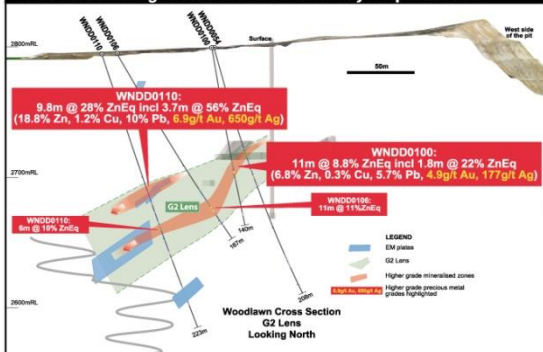 2800mRL
WNDD0110
WNDD0106
WNDD0100
WNDD0054
Surface
West side
of the pit
50m
WNDD0110:
9.8m @ 28% ZnEq incl 3.7m @ 56% ZnEq
(18.8% Zn, 1.2% Cu, 10% Pb, 6.9g/t Au, 650g/t Ag)
WNDD0100:
11m @ 8.8% ZnEq incl 1.8m @ 22% ZnEq
(6.8% Zn, 0.3% Cu, 5.7% Pb, 4.9g/t Au, 177g/t Ag)
2700mRL
G2 Lens
WNDD0106:
11m @ 11%ZnEq
WNDD0110:
6m @ 10% ZnEq
140m
187m
LEGEND
EM plates
G2 Lens
Higher grade mineralised zones
Higher grade precious metal
grades highlighted
2600mRL
208m
223m
Woodlawn Cross Section
G2 Lens
Looking North